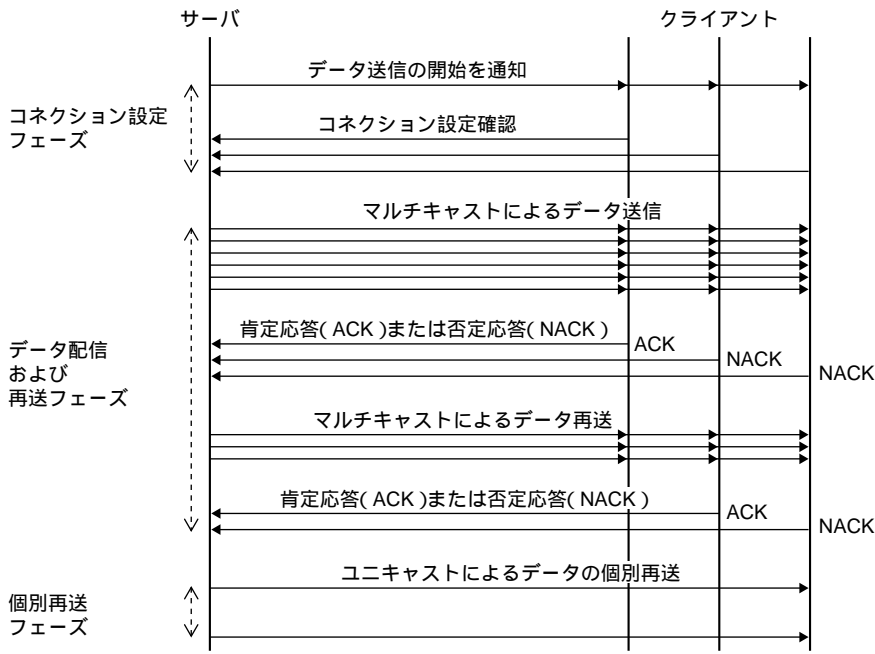 サーバ
クライアント
データ送信の開始を通知
コネクション設定
フェーズ
コネクション設定確認
マルチキャストによるデータ送信
肯定応答( ACK )または否定応答( NACK )
ACK
NACK
NACK
データ配信
および
再送フェーズ
マルチキャストによるデータ再送
肯定応答( ACK )または否定応答( NACK )
ACK
NACK
ユニキャストによるデータの個別再送
個別再送
フェーズ